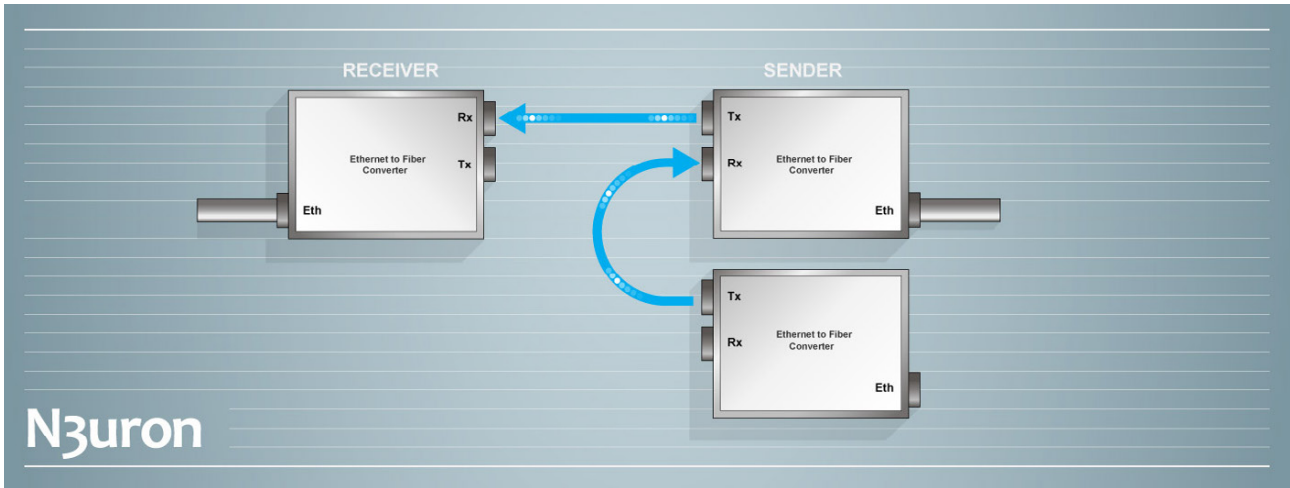 RECEIVER
SENDER
Rx
Tx
Ethernet to Fiber
Converter
Eth
Tx
Rx
Ethernet to Fiber
Converter
Eth
Tx
Rx
Ethernet to Fiber
Converter
Eth
N3uron